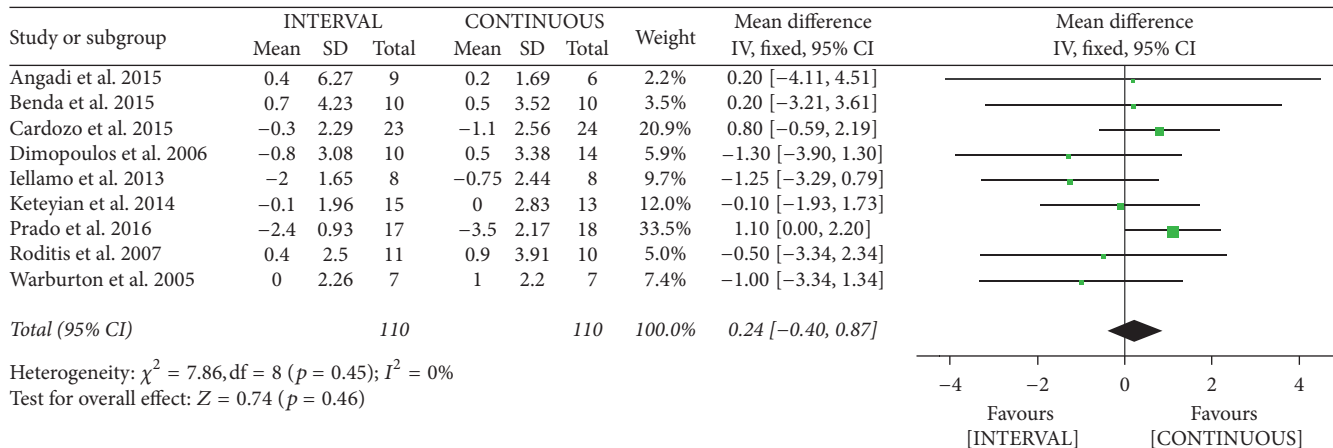 INTERVAL CONTINUOUS Mean difference Mean difference
Study or subgroup Mean SD Total Mean SD Total Weight IV, fixed, 95% CI IV, fixed, 95% CI
Angadi et al. 2015 0.4 6.27 9 0.2 1.69 6 2.2% 0.20 [−4.11, 4.51]
Benda et al. 2015 0.7 4.23 10 0.5 3.52 10 3.5% 0.20 [−3.21, 3.61]
Cardozo et al. 2015 −0.3 2.29 23 −1.1 2.56 24 20.9% 0.80 [−0.59, 2.19]
Dimopoulos et al. 2006 −0.8 3.08 10 0.5 3.38 14 5.9% −1.30 [−3.90, 1.30]
Iellamo et al. 2013 −2 1.65 8 −0.75 2.44 8 9.7% −1.25 [−3.29, 0.79]
Keteyian et al. 2014 −0.1 1.96 15 0 2.83 13 12.0% −0.10 [−1.93, 1.73]
Prado et al. 2016 −2.4 0.93 17 −3.5 2.17 18 33.5% 1.10 [0.00, 2.20]
Roditis et al. 2007 0.4 2.5 11 0.9 3.91 10 5.0% −0.50 [−3.34, 2.34]
Warburton et al. 2005 0 2.26 7 1 2.2 7 7.4% −1.00 [−3.34, 1.34]
Total (95% CI) 110 110 100.0% 0.24 [−0.40, 0.87]
Heterogeneity: χ² = 7.86, df = 8 (p = 0.45); I² = 0%
Test for overall effect: Z = 0.74 (p = 0.46)
−4 −2 0 2 4
Favours Favours
[INTERVAL] [CONTINUOUS]